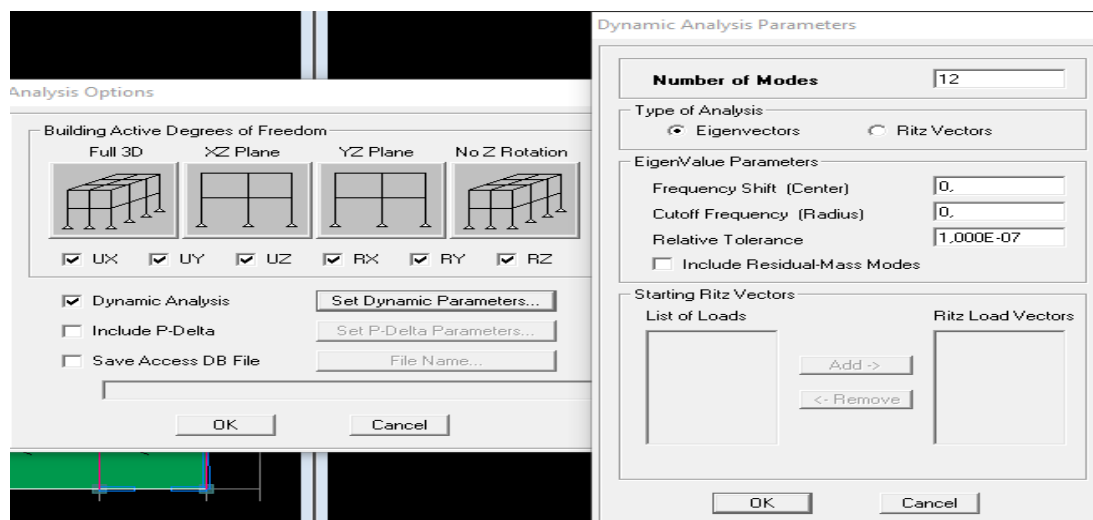 Analysis Options
Building Active Degrees of Freedom
Full 3D XZ Plane YZ Plane No Z Rotation
UX UY UZ RX RY RZ
Dynamic Analysis Set Dynamic Parameters...
Include P-Delta Set P-Delta Parameters...
Save Access DB File File Name...
OK Cancel
Dynamic Analysis Parameters
Number of Modes 12
Type of Analysis
Eigenvectors Ritz Vectors
EigenValue Parameters
Frequency Shift (Center) 0,
Cutoff Frequency (Radius) 0,
Relative Tolerance 1,000E-07
Include Residual-Mass Modes
Starting Ritz Vectors
List of Loads Ritz Load Vectors
Add ->
<- Remove
OK Cancel